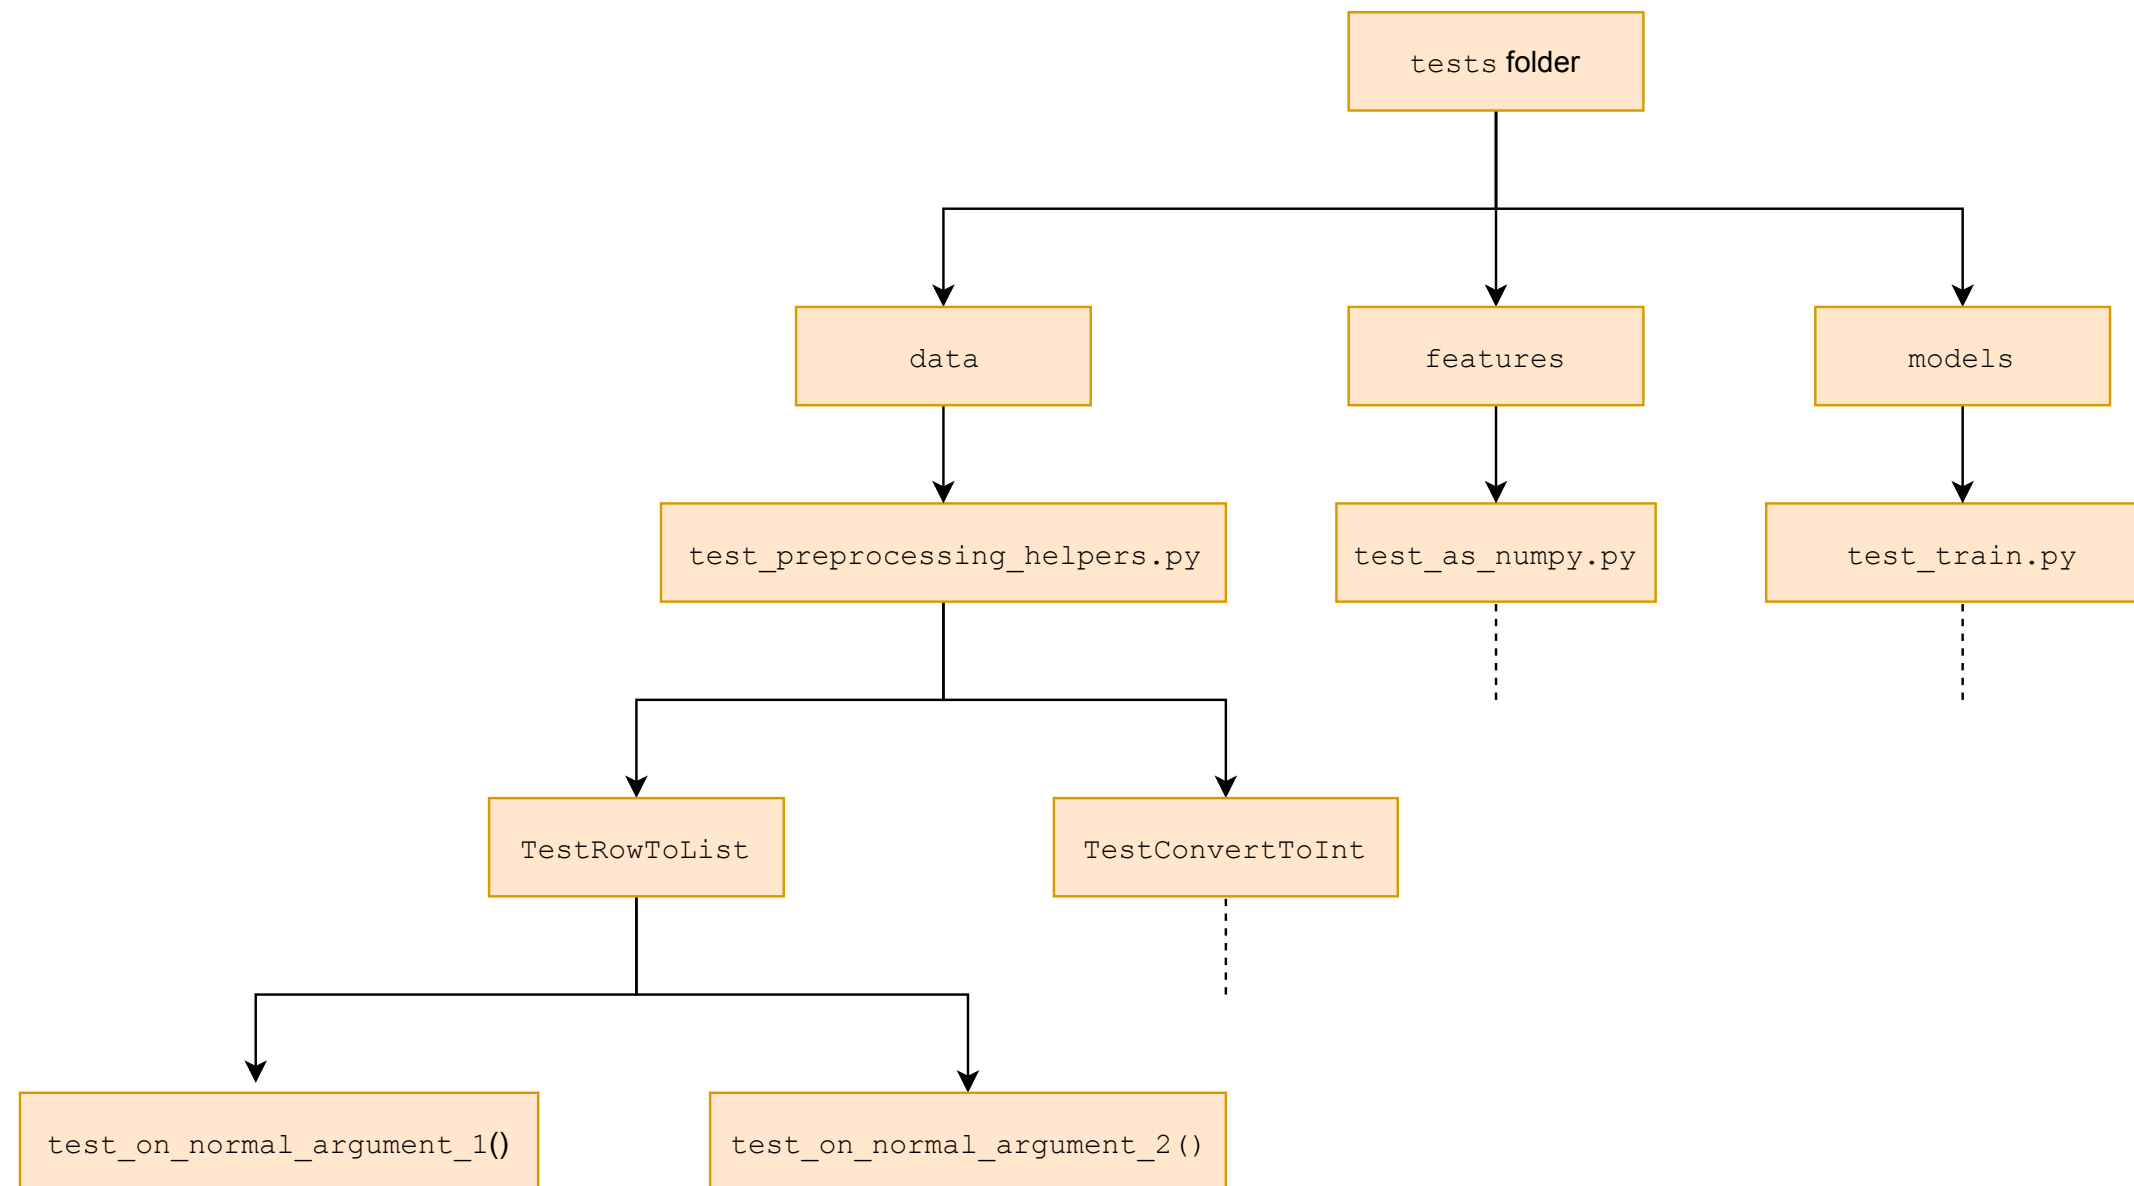 tests folder
data
features
models
test_preprocessing_helpers.py
test_as_numpy.py
test_train.py
TestRowToList
TestConvertToInt
test_on_normal_argument_1()
test_on_normal_argument_2()